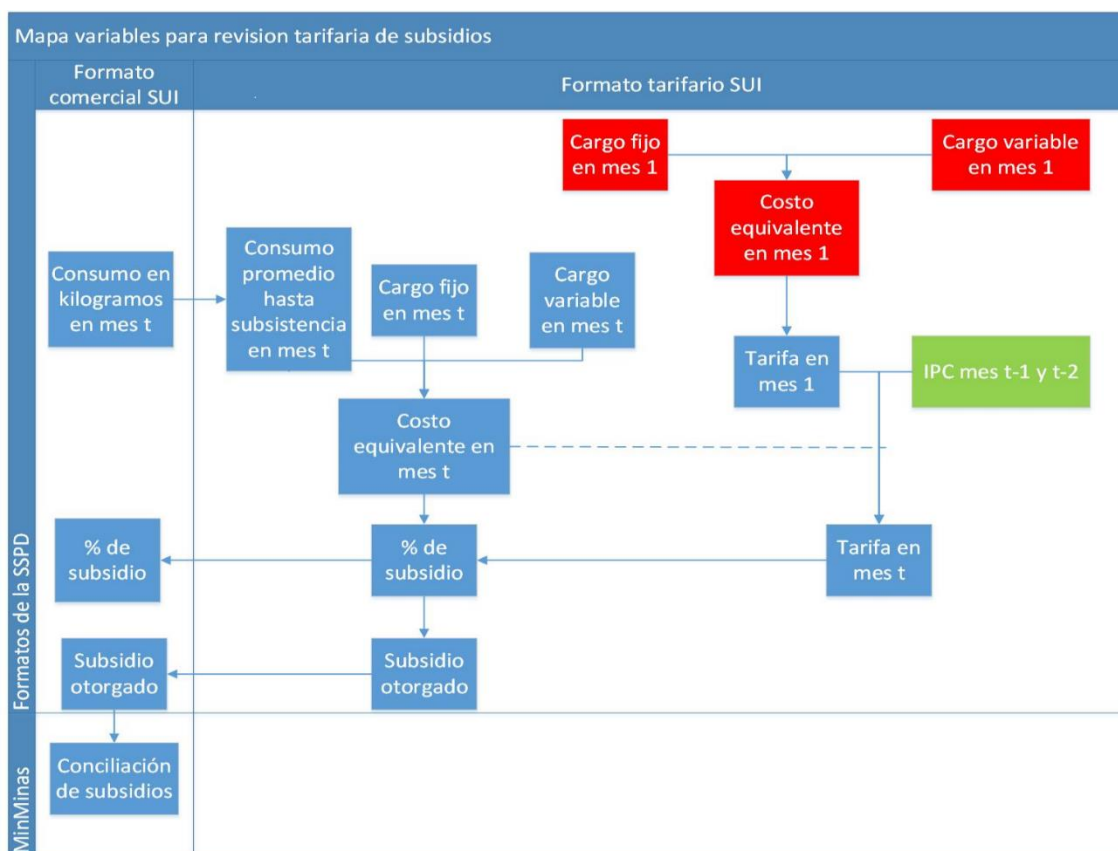 Mapa variables para revision tarifaria de subsidios
Formato
comercial SUI
Formato tarifario SUI
Cargo fijo
en mes 1
Cargo variable
en mes 1
Costo
equivalente
en mes 1
Consumo en
kilogramos
en mes t
Consumo
promedio
hasta
subsistencia
en mes t
Cargo fijo
en mes t
Cargo
variable
en mes t
Tarifa en
mes 1
IPC mes t-1 y t-2
Costo
equivalente en
mes t
% de
subsidio
% de
subsidio
Tarifa en
mes t
Subsidio
otorgado
Subsidio
otorgado
Formatos de la SSPD
Conciliación
de subsidios
MinMinas